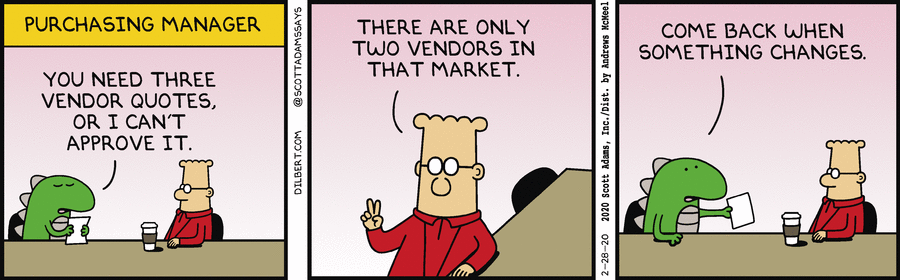 PURCHASING MANAGER
YOU NEED THREE
VENDOR QUOTES,
OR I CAN'T
APPROVE IT.
DILBERT.COM @SCOTTADAMSSAYS
THERE ARE ONLY
TWO VENDORS IN
THAT MARKET.
2-28-20 2020 Scott Adams, Inc./Dist. by Andrews McMeel
COME BACK WHEN
SOMETHING CHANGES.